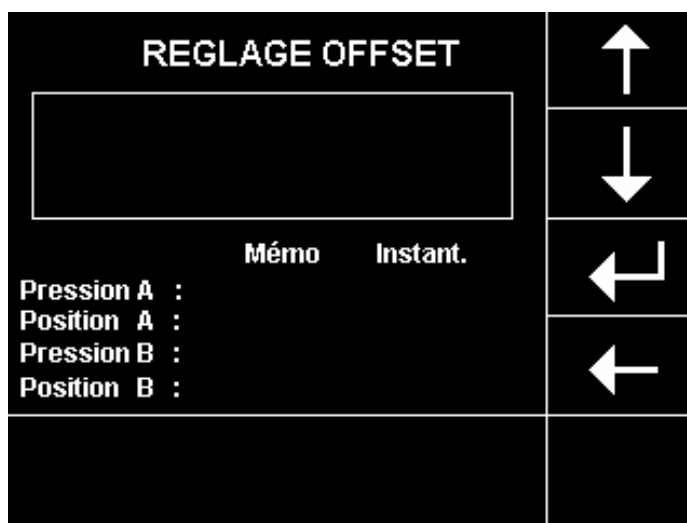 REGLAGE OFFSET
Mémo Instant.
Pression A :
Position A :
Pression B :
Position B :